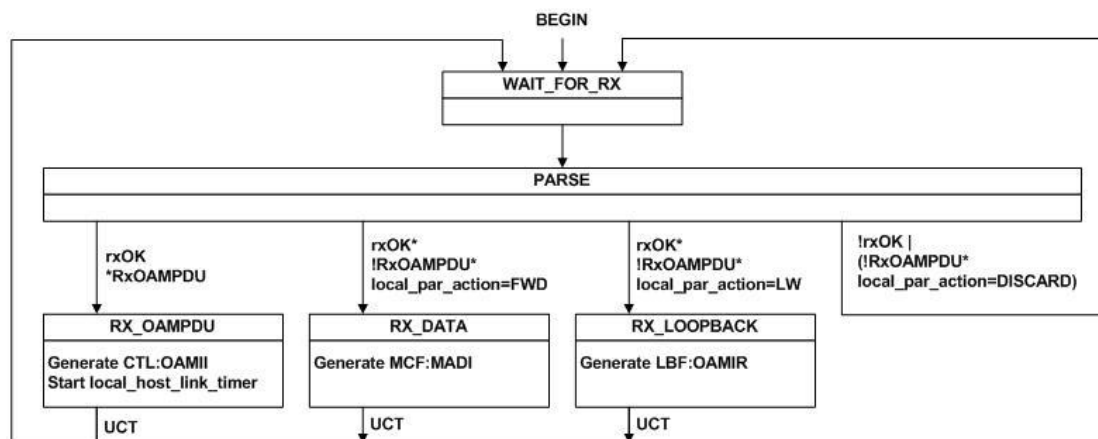 BEGIN
WAIT_FOR_RX
PARSE
rxOK
*RxOAMPDU
rxOK*
!RxOAMPDU*
local_par_action=FWD
rxOK*
!RxOAMPDU*
local_par_action=LW
!rxOK |
(!RxOAMPDU*
local_par_action=DISCARD)
RX_OAMPDU
Generate CTL:OAMII
Start local_host_link_timer
RX_DATA
Generate MCF:MADI
RX_LOOPBACK
Generate LBF:OAMIR
UCT
UCT
UCT